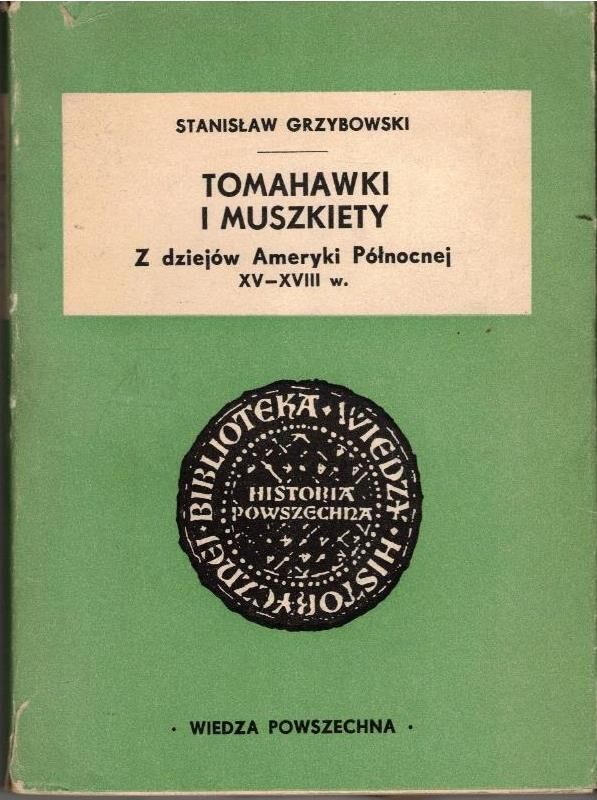 STANISŁAW GRZYBOWSKI
TOMAHAWKI
I MUSZKIETY
Z dziejów Ameryki Północnej
XV–XVIII w.
BIBLIOTEKA · WIEDZY · HISTORYCZNEJ ·
HISTORIA
POWSZECHNA
· WIEDZA POWSZECHNA ·